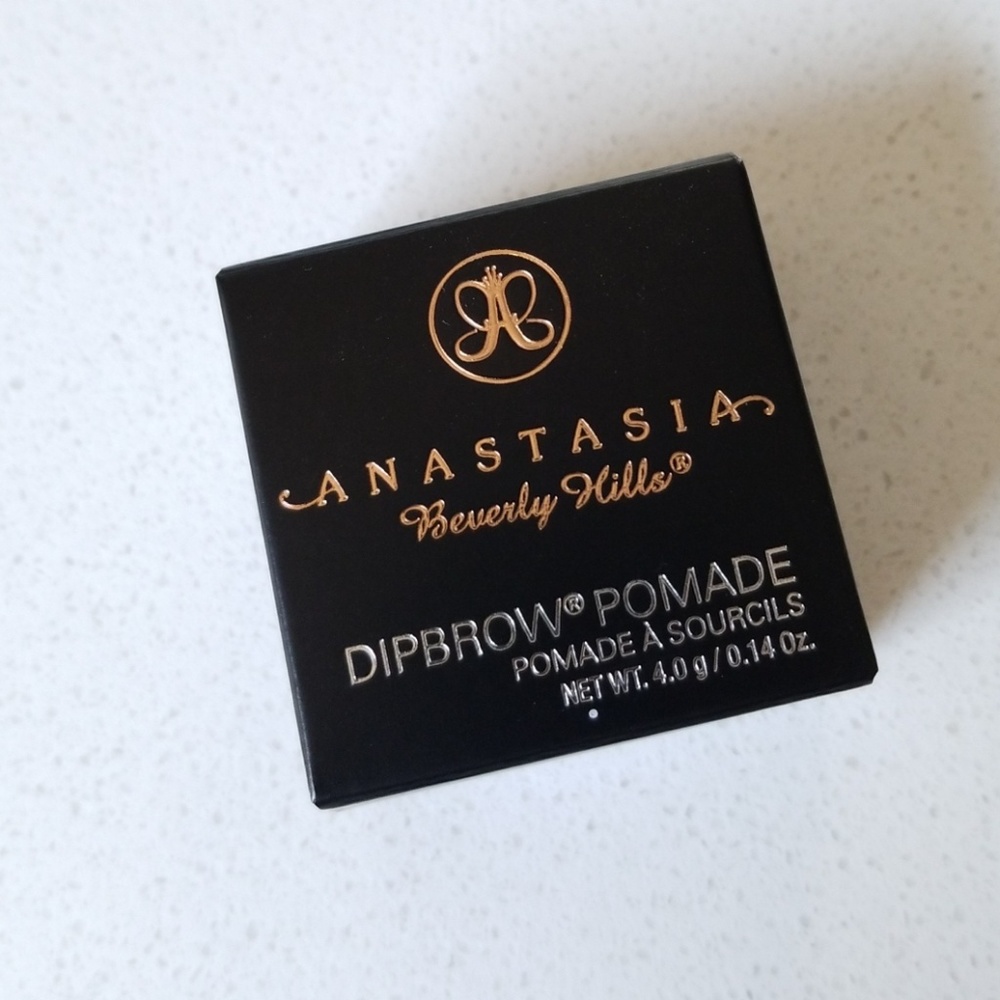 A
ANASTASIA
Beverly Hills®
DIPBROW® POMADE
POMADE À SOURCILS
NET WT. 4.0 g / 0.14 Oz.